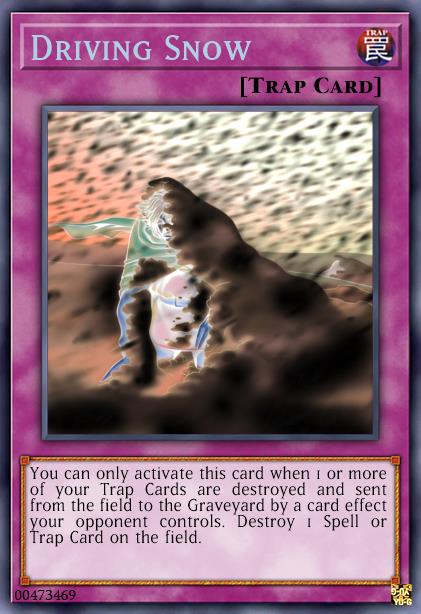 DRIVING SNOW
TRAP
罠
[TRAP CARD]
You can only activate this card when 1 or more
of your Trap Cards are destroyed and sent
from the field to the Graveyard by a card effect
your opponent controls. Destroy 1 Spell or
Trap Card on the field.
00473469